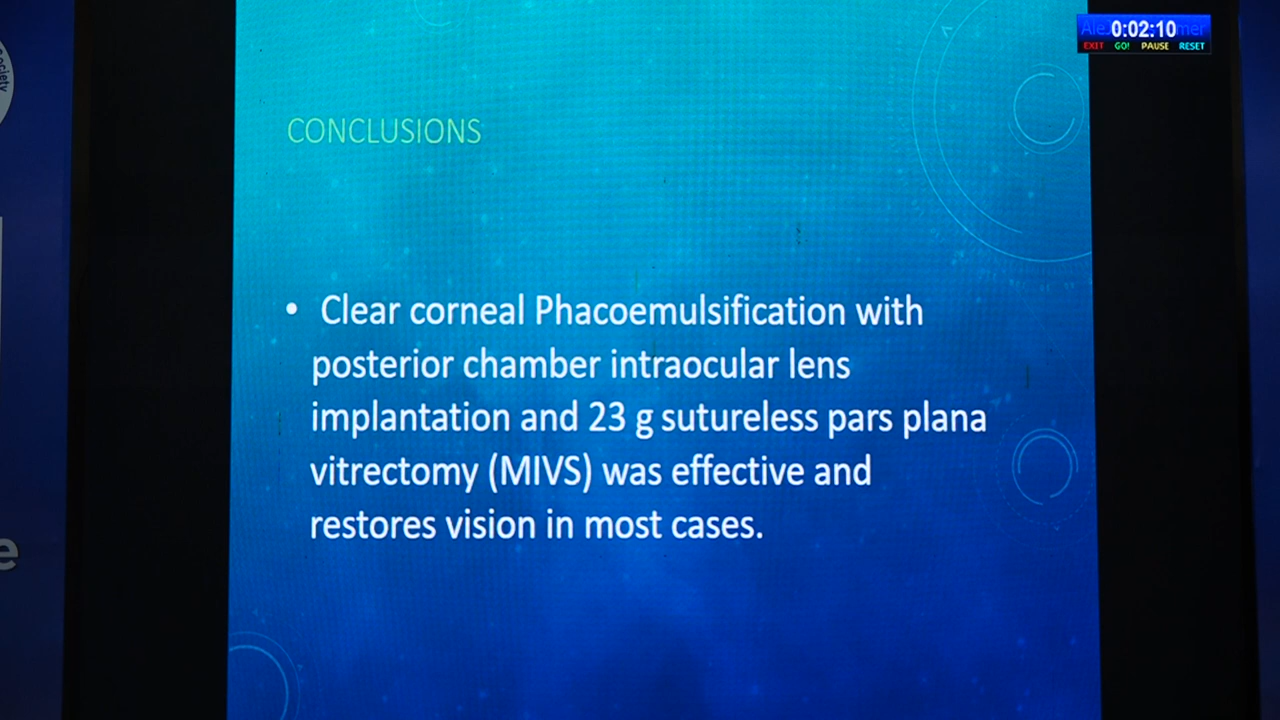 ociety
0:02:10
EXIT GO! PAUSE RESET
CONCLUSIONS
• Clear corneal Phacoemulsification with
posterior chamber intraocular lens
implantation and 23 g sutureless pars plana
vitrectomy (MIVS) was effective and
restores vision in most cases.
e